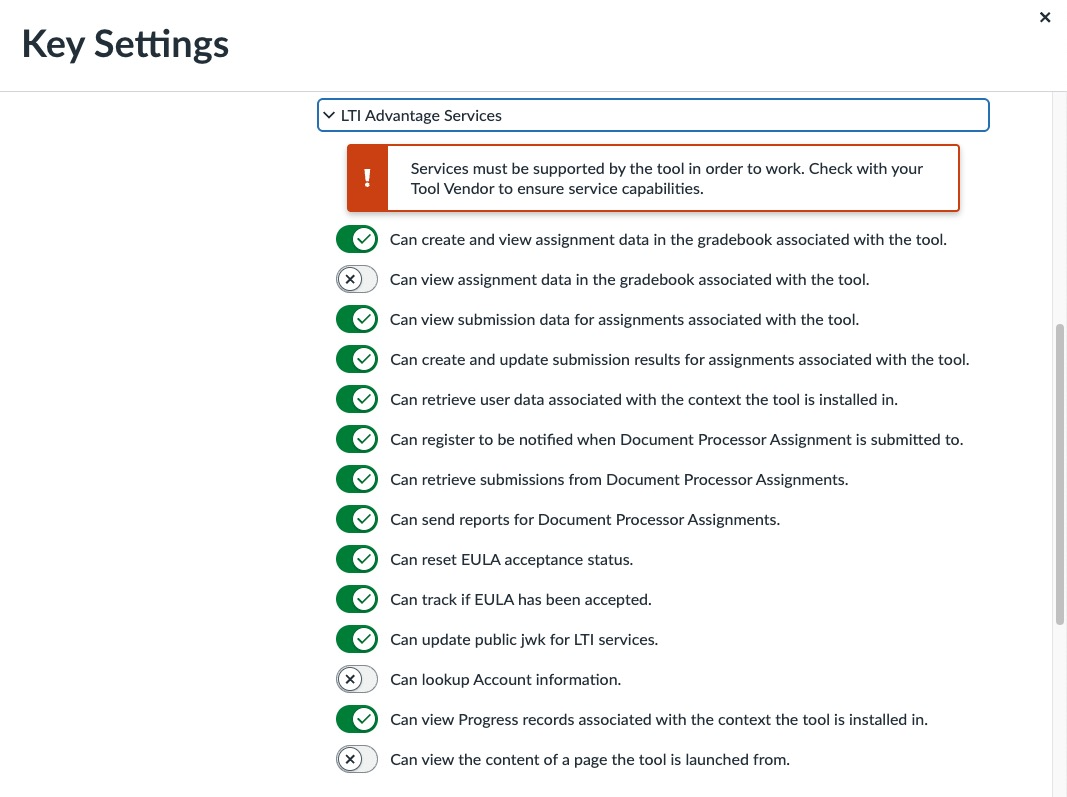 Key Settings
LTI Advantage Services
Services must be supported by the tool in order to work. Check with your
Tool Vendor to ensure service capabilities.
Can create and view assignment data in the gradebook associated with the tool.
Can view assignment data in the gradebook associated with the tool.
Can view submission data for assignments associated with the tool.
Can create and update submission results for assignments associated with the tool.
Can retrieve user data associated with the context the tool is installed in.
Can register to be notified when Document Processor Assignment is submitted to.
Can retrieve submissions from Document Processor Assignments.
Can send reports for Document Processor Assignments.
Can reset EULA acceptance status.
Can track if EULA has been accepted.
Can update public jwk for LTI services.
Can lookup Account information.
Can view Progress records associated with the context the tool is installed in.
Can view the content of a page the tool is launched from.